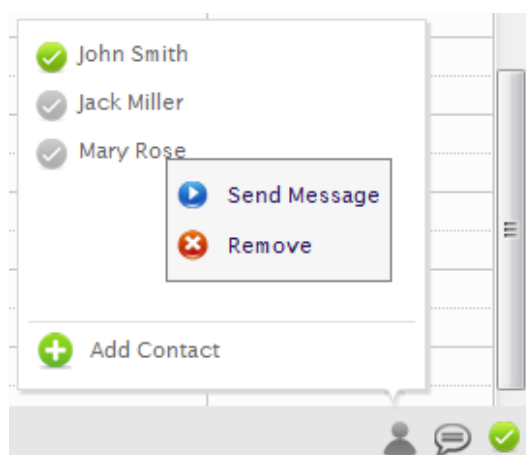 John Smith
Jack Miller
Mary Rose
Send Message
Remove
Add Contact